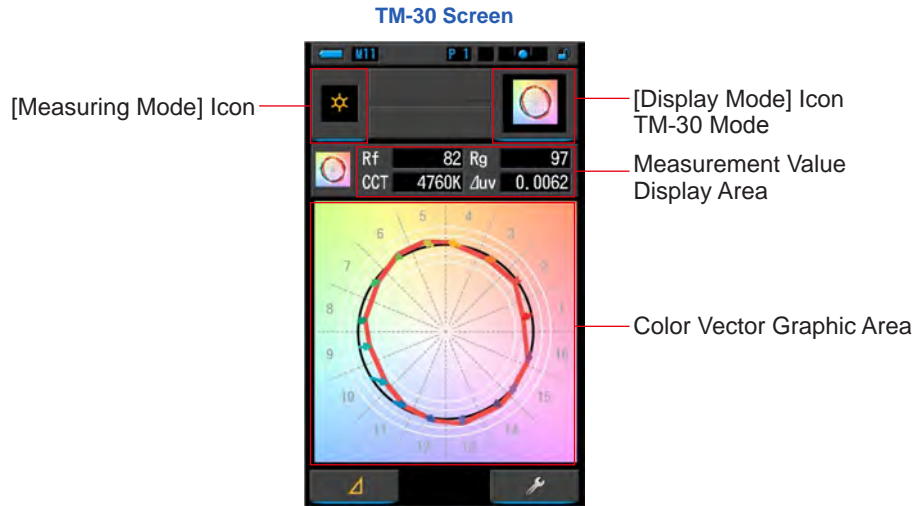 TM-30 Screen
M11 P 1
[Measuring Mode] Icon
[Display Mode] Icon
TM-30 Mode
Rf 82 Rg 97
CCT 4760K Δuv 0.0062
Measurement Value
Display Area
5 4
6 3
7 2
8 1
9 16
10 15
11 14
12 13
Color Vector Graphic Area